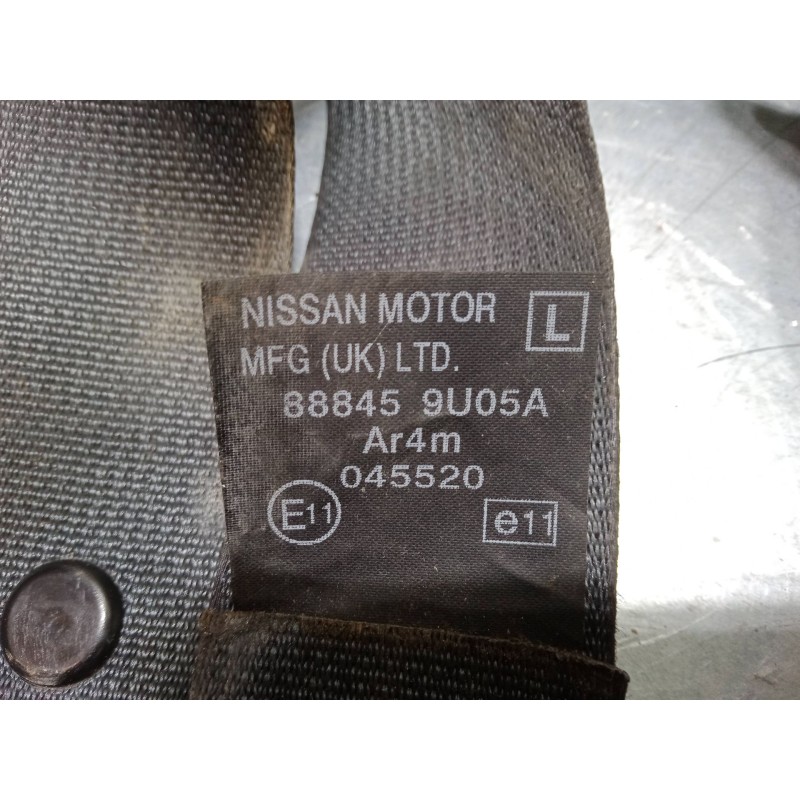 NISSAN MOTOR L
MFG (UK) LTD.
88845 9U05A
Ar4m
045520
E11 e11